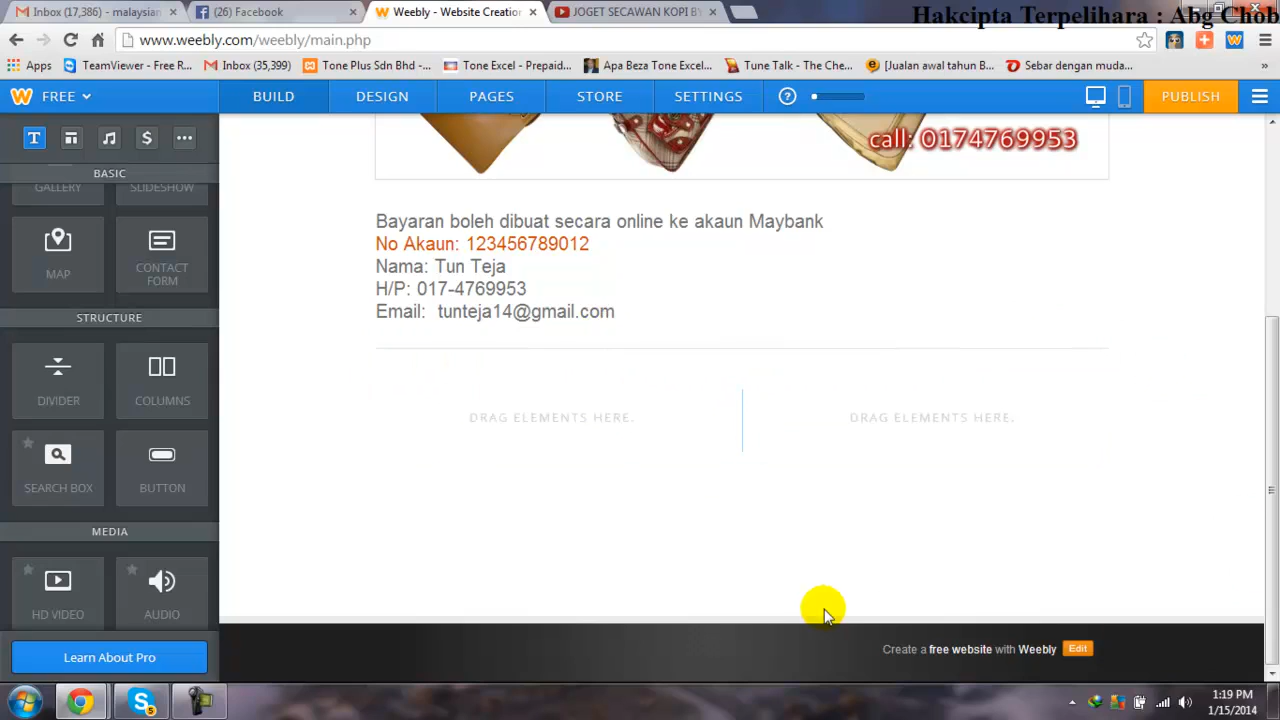 Inbox (17,386) - malaysian
(26) Facebook
Weebly - Website Creation
JOGET SECAWAN KOPI B
Hakcipta Terpelihara : Abg Chob
www.weebly.com/weebly/main.php
Apps
TeamViewer - Free R...
Inbox (35,399)
Tone Plus Sdn Bhd -...
Tone Excel - Prepaid...
Apa Beza Tone Excel...
Tune Talk - The Che...
[Jualan awal tahun B...
Sebar dengan muda...
»
W FREE
BUILD
DESIGN
PAGES
STORE
SETTINGS
?
PUBLISH
T
$
BASIC
GALLERY
SLIDESHOW
MAP
CONTACT
FORM
STRUCTURE
DIVIDER
COLUMNS
SEARCH BOX
BUTTON
MEDIA
HD VIDEO
AUDIO
Learn About Pro
call: 0174769953
Bayaran boleh dibuat secara online ke akaun Maybank
No Akaun: 123456789012
Nama: Tun Teja
H/P: 017-4769953
Email: tunteja14@gmail.com
DRAG ELEMENTS HERE.
DRAG ELEMENTS HERE.
Create a free website with Weebly
Edit
5
1:19 PM
1/15/2014